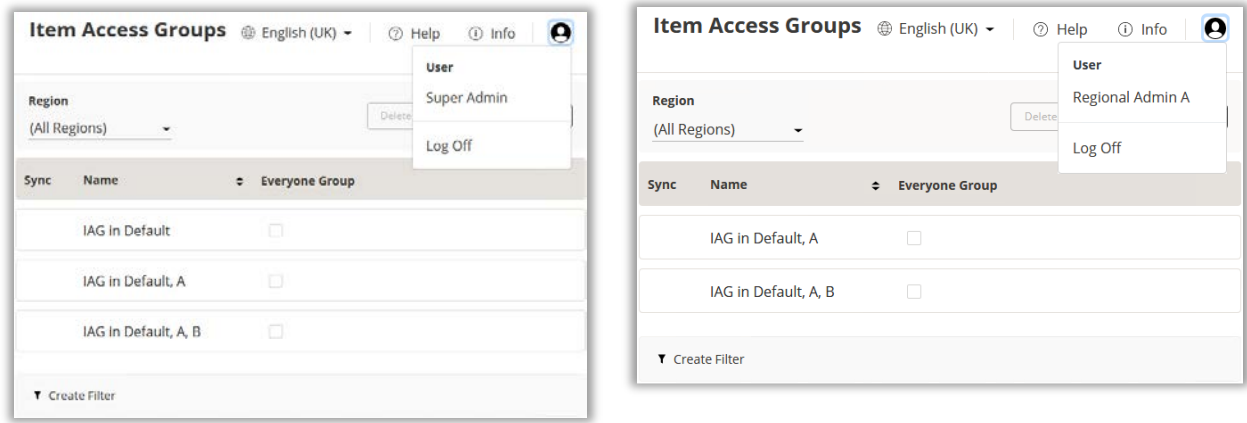 Item Access Groups English (UK) Help Info
User
Super Admin
Log Off
Region
(All Regions)
Delete
Sync Name Everyone Group
IAG in Default
IAG in Default, A
IAG in Default, A, B
Create Filter
Item Access Groups English (UK) Help Info
User
Regional Admin A
Log Off
Region
(All Regions)
Delete
Sync Name Everyone Group
IAG in Default, A
IAG in Default, A, B
Create Filter